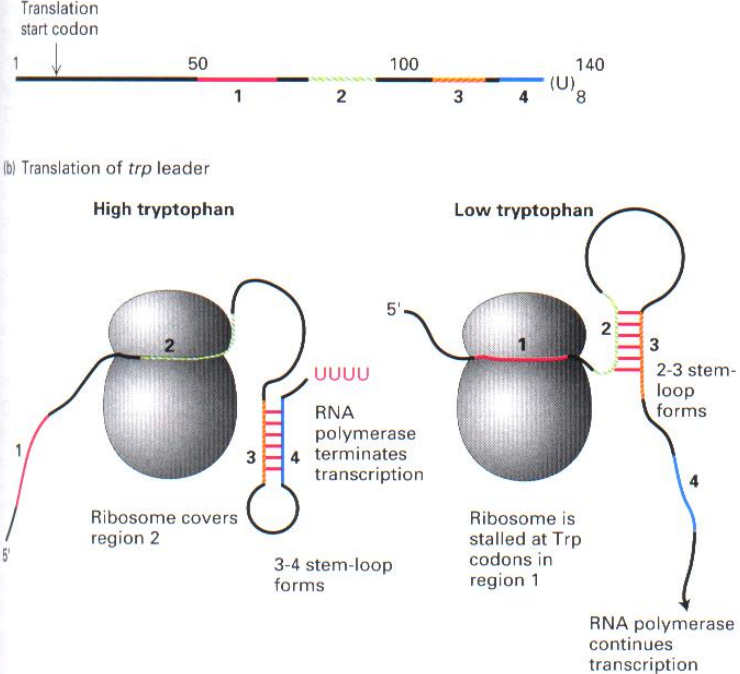 Translation
start codon
1 50 100 140
(U)8
1 2 3 4
(b) Translation of trp leader
High tryptophan
Low tryptophan
2
1
5'
UUUU
RNA
polymerase
terminates
transcription
3 4
Ribosome covers
region 2
3-4 stem-loop
forms
5'
1
2 3
2-3 stem-
loop
forms
4
Ribosome is
stalled at Trp
codons in
region 1
RNA polymerase
continues
transcription